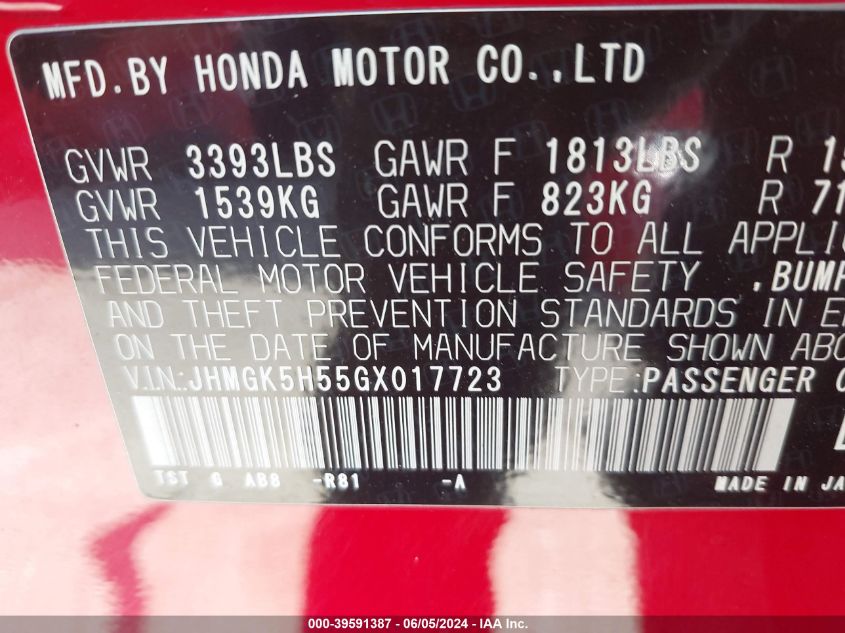 MFD.BY HONDA MOTOR CO.,LTD
GVWR 3393LBS GAWR F 1813LBS R
GVWR 1539KG GAWR F 823KG R
THIS VEHICLE CONFORMS TO ALL
FEDERAL MOTOR VEHICLE SAFETY ,
AND THEFT PREVENTION STANDARDS IN
ON THE DATE OF MANUFACTURE SHOWN
V.I.N.:JHMGK5H55GX017723 TYPE:PASSENGER
TST G AB8 -R81 -A MADE IN
000-39591387 - 06/05/2024 - IAA Inc.